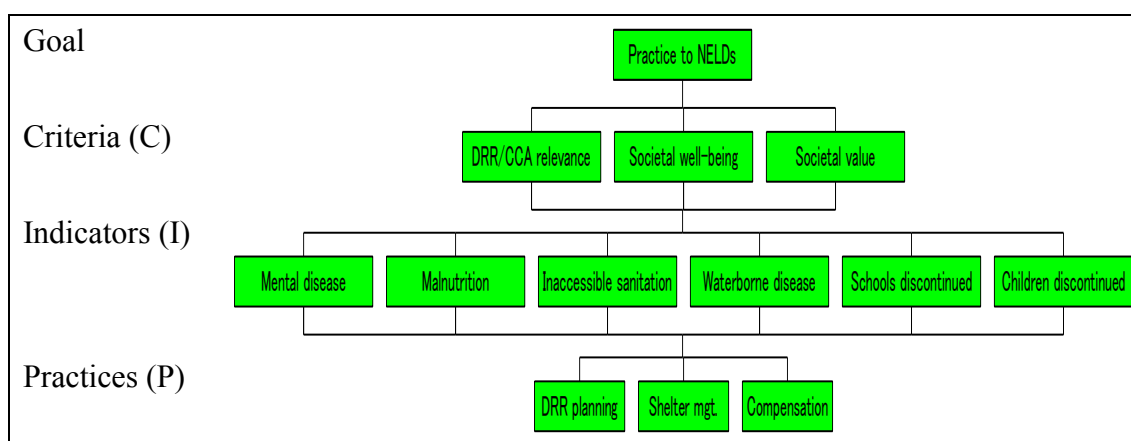 Goal
Practice to NELDs
Criteria (C)
DRR/CCA relevance Societal well-being Societal value
Indicators (I)
Mental disease Malnutrition Inaccessible sanitation Waterborne disease Schools discontinued Children discontinued
Practices (P)
DRR planning Shelter mgt. Compensation